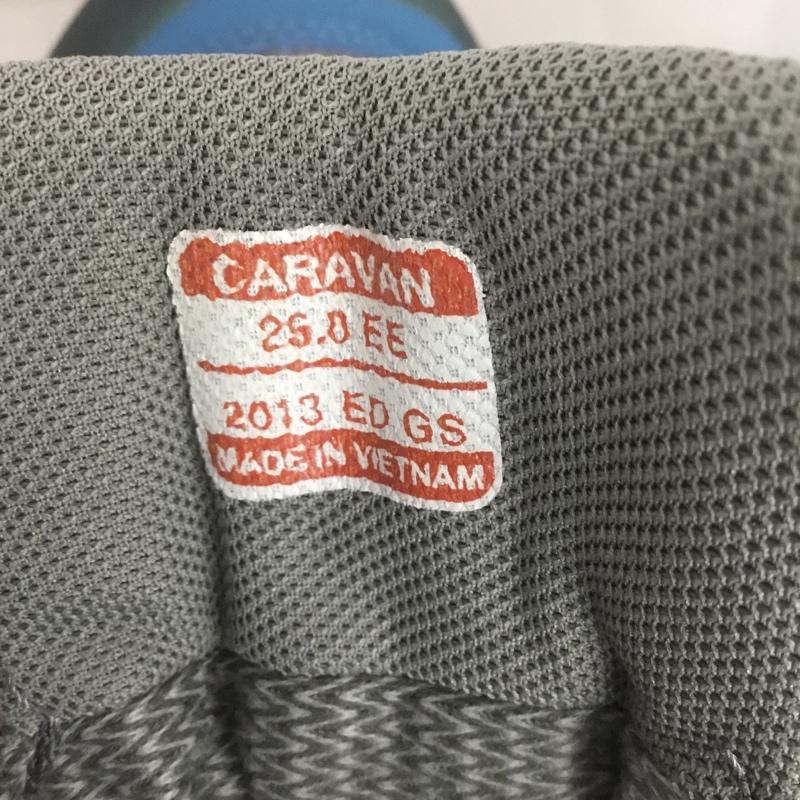 CARAVAN
25.0 EE
2013 ED GS
MADE IN VIETNAM